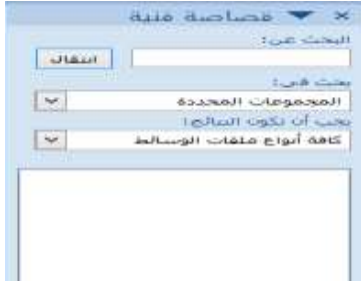 قصاصة فنية
البحث عن:
انتقال
بحث في:
المجموعات المحددة
يجب أن تكون النتائج:
كافة أنواع ملفات الوسائط